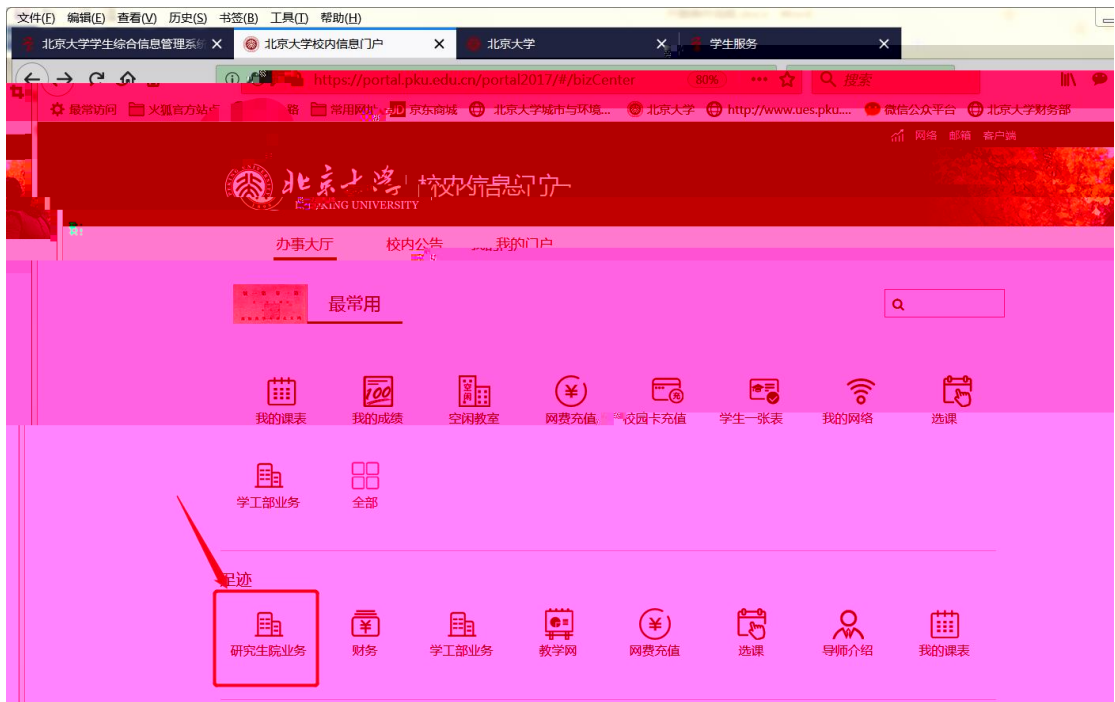 文件(F) 编辑(E) 查看(V) 历史(S) 书签(B) 工具(T) 帮助(H)
北京大学学生综合信息管理系统 北京大学校内信息门户 北京大学 学生服务
https://portal.pku.edu.cn/portal2017/#/bizCenter 80% 搜索
最常访问 火狐官方站点 常用网址 JD 京东商城 北京大学城市与环境... 北京大学 http://www.ues.pku.... 微信公众平台 北京大学财务部
网络 邮箱 客户端
北京大学 校内信息门户
PEKING UNIVERSITY
办事大厅 校内公告 我的门户
最常用
我的课表 我的成绩 空闲教室 网费充值 校园卡充值 学生一张表 我的网络 选课
学工部业务 全部
足迹
研究生院业务 财务 学工部业务 教学网 网费充值 选课 导师介绍 我的课表